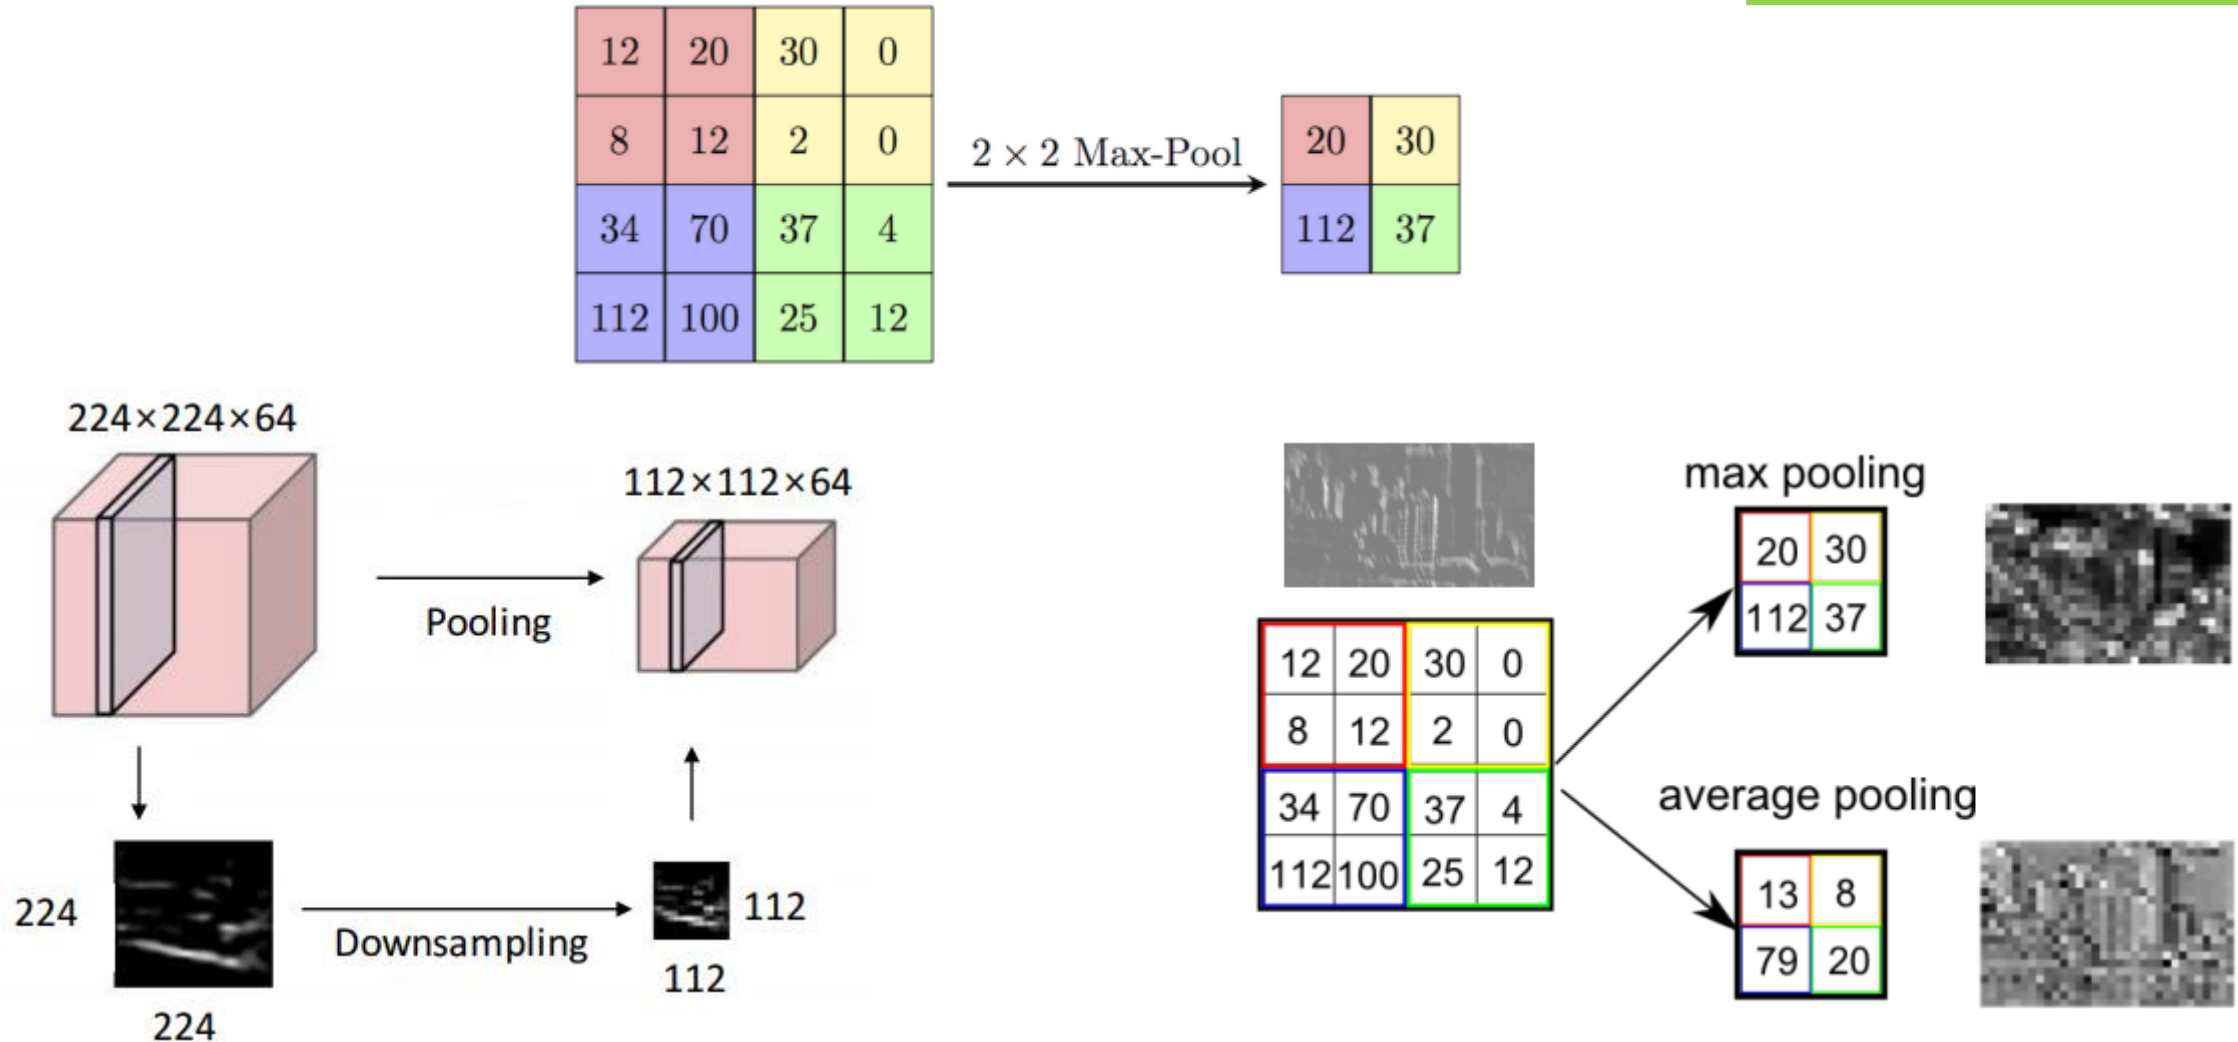 12 20 30 0
8 12 2 0
34 70 37 4
112 100 25 12
2 × 2 Max-Pool
20 30
112 37
224×224×64
Pooling
112×112×64
224
224
Downsampling
112
112
12 20 30 0
8 12 2 0
34 70 37 4
112 100 25 12
max pooling
20 30
112 37
average pooling
13 8
79 20